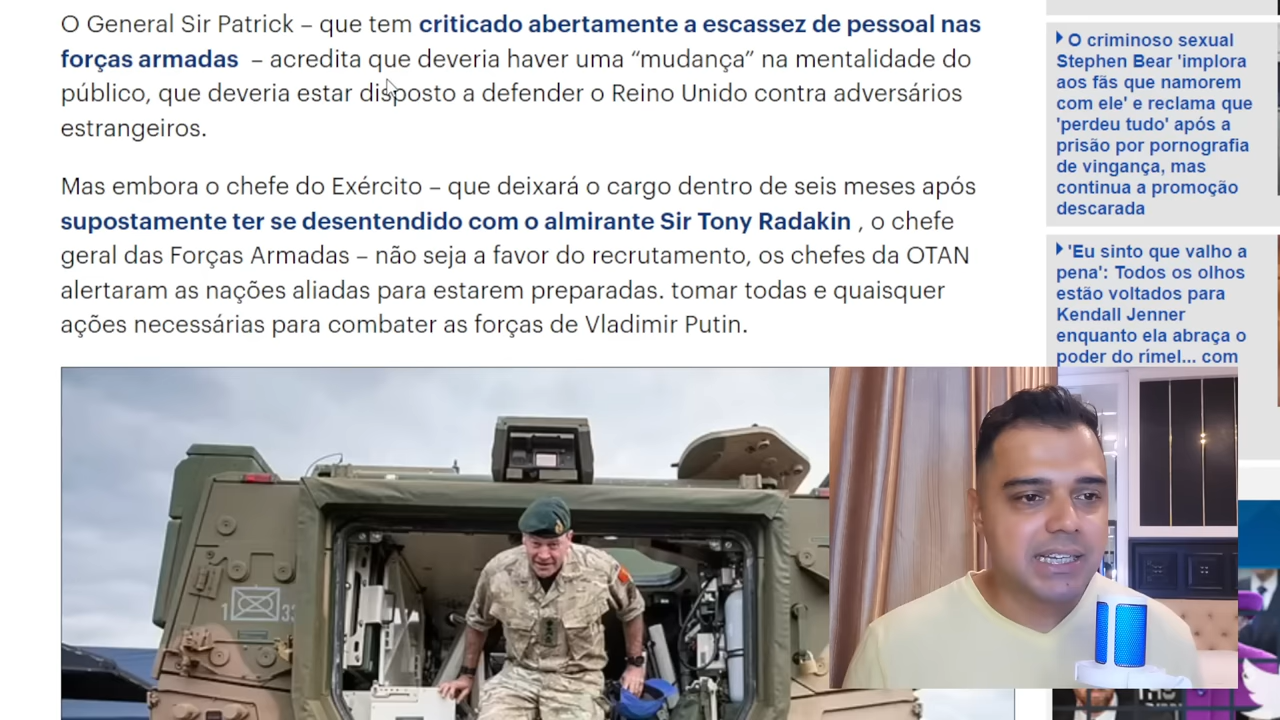 O General Sir Patrick – que tem criticado abertamente a escassez de pessoal nas
forças armadas – acredita que deveria haver uma “mudança” na mentalidade do
público, que deveria estar disposto a defender o Reino Unido contra adversários
estrangeiros.
Mas embora o chefe do Exército – que deixará o cargo dentro de seis meses após
supostamente ter se desentendido com o almirante Sir Tony Radakin , o chefe
geral das Forças Armadas – não seja a favor do recrutamento, os chefes da OTAN
alertaram as nações aliadas para estarem preparadas. tomar todas e quaisquer
ações necessárias para combater as forças de Vladimir Putin.
O criminoso sexual
Stephen Bear 'implora
aos fãs que namorem
com ele' e reclama que
'perdeu tudo' após a
prisão por pornografia
de vingança, mas
continua a promoção
descarada
'Eu sinto que valho a
pena': Todos os olhos
estão voltados para
Kendall Jenner
enquanto ela abraça o
poder do rímel... com